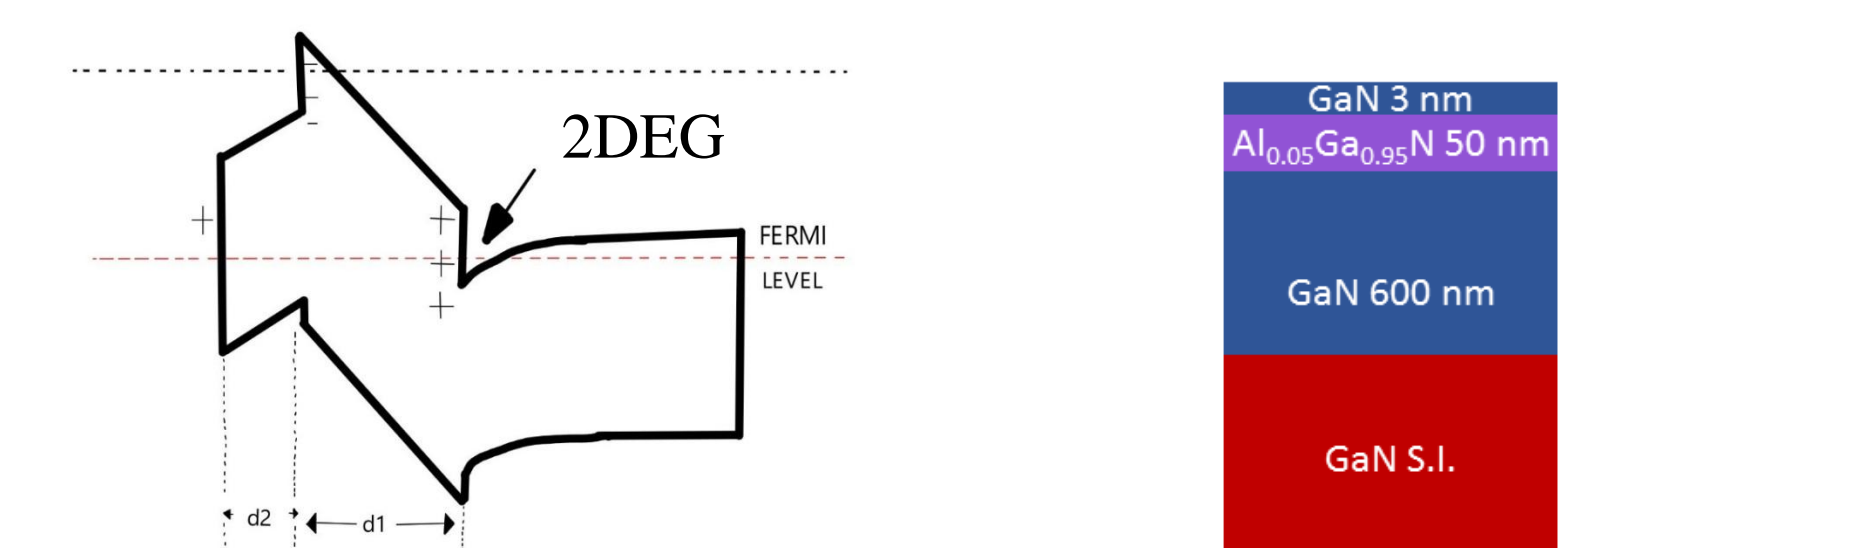 2DEG
FERMI
LEVEL
d2
d1
GaN 3 nm
Al₀.₀₅Ga₀.₉₅N 50 nm
GaN 600 nm
GaN S.I.